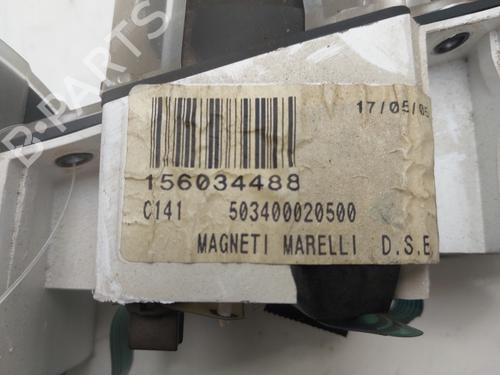 B-PARTS
17/05/05
156034488
C141 503400020500
MAGNETI MARELLI D.S.E